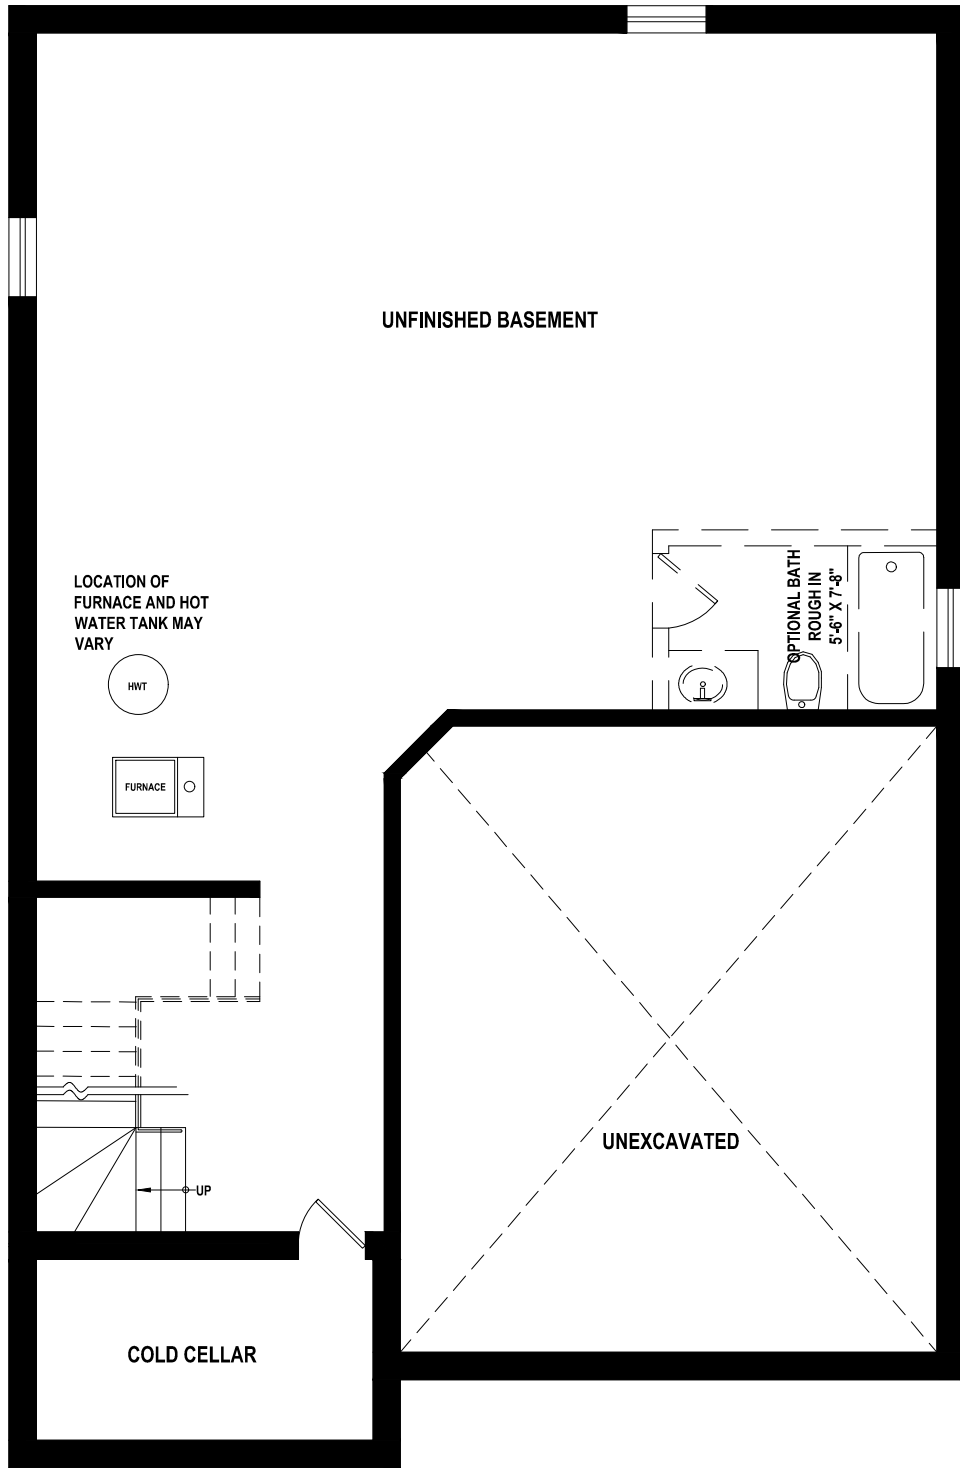 UNFINISHED BASEMENT
OPTIONAL BATH
ROUGH IN
5'-6" X 7'-8"
LOCATION OF
FURNACE AND HOT
WATER TANK MAY
VARY
HWT
FURNACE
UNEXCAVATED
UP
COLD CELLAR